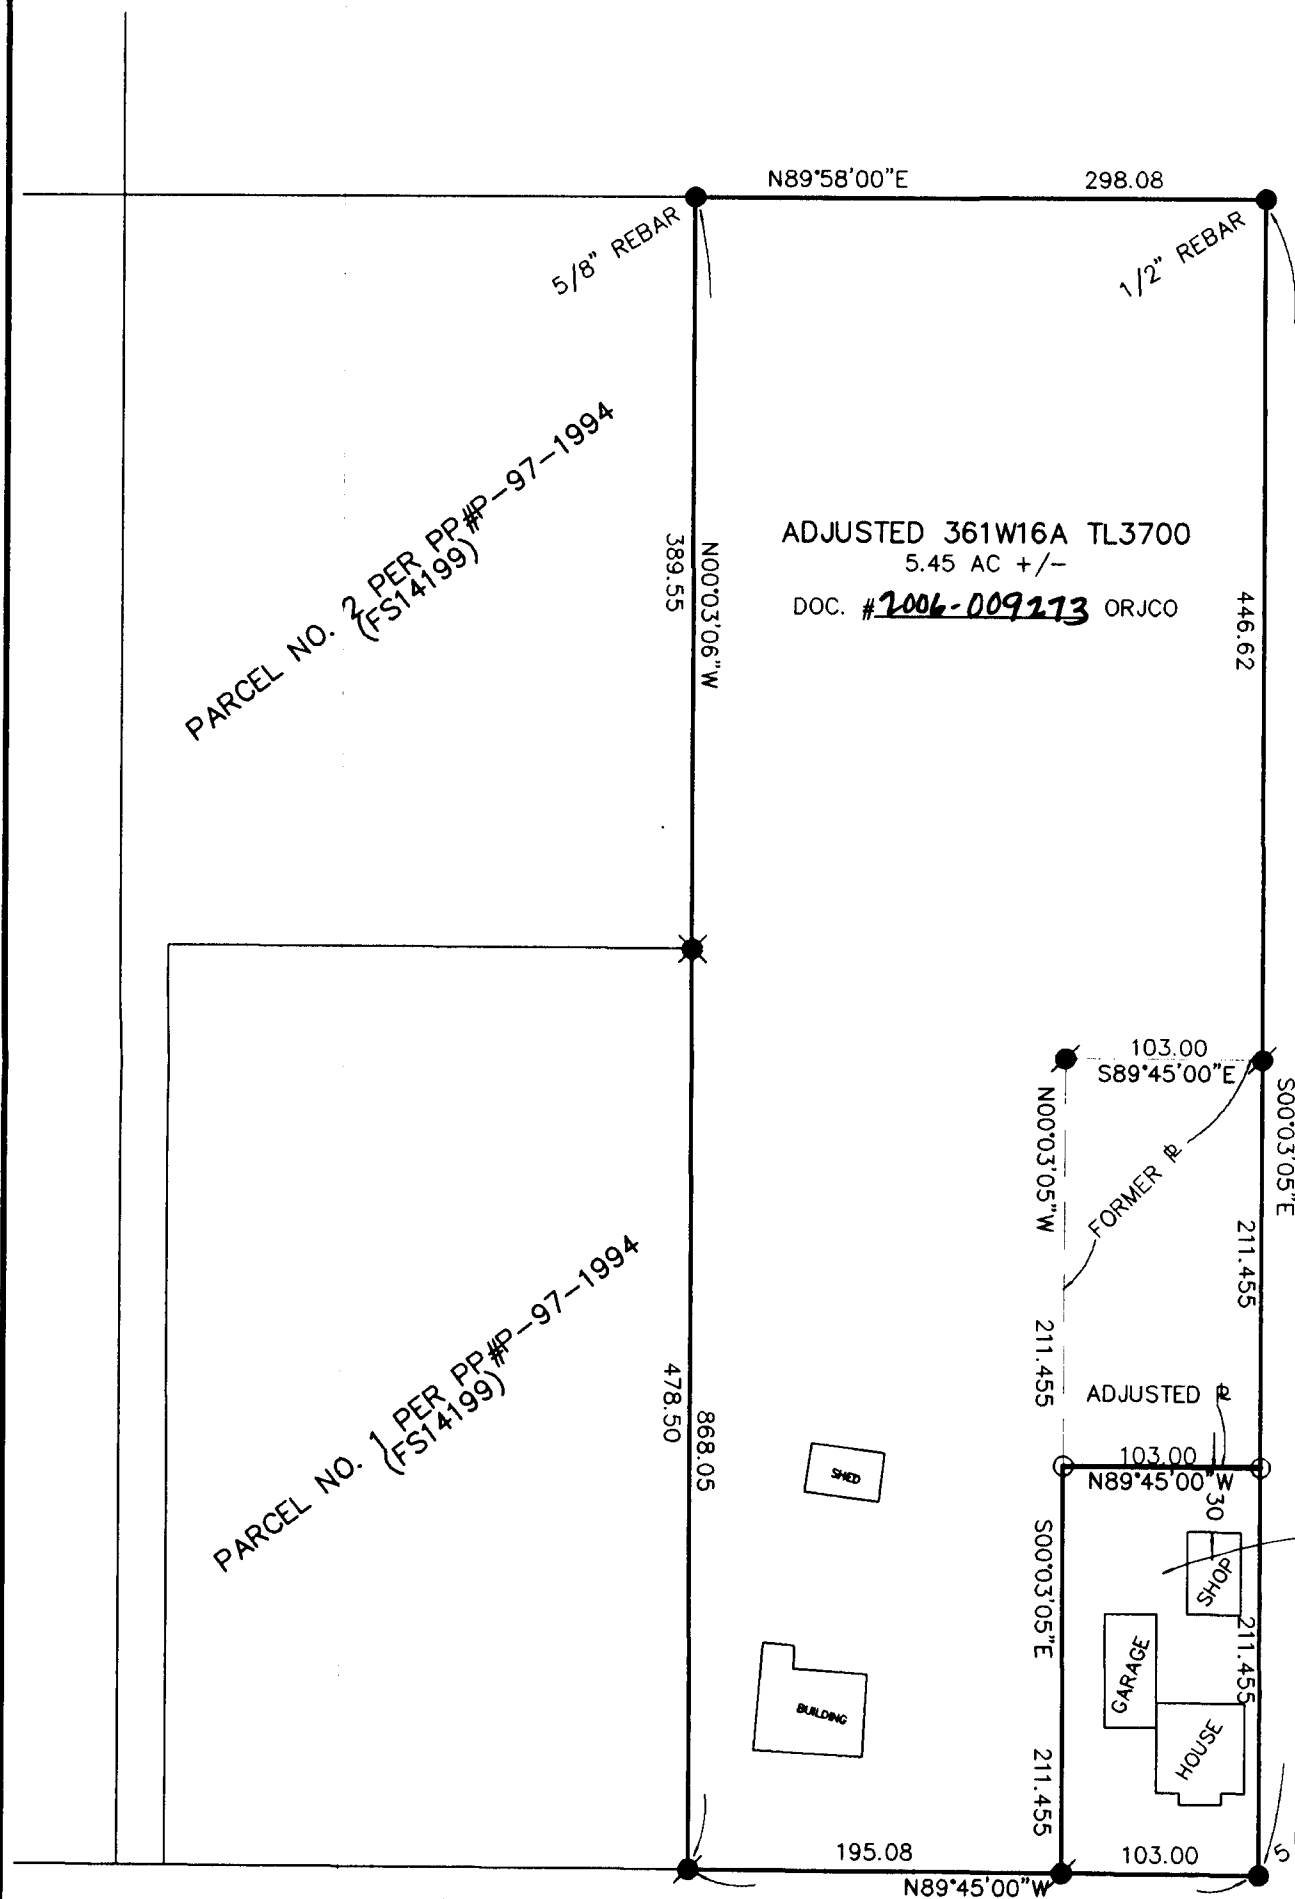 N89°58'00"E 298.08
5/8" REBAR
1/2" REBAR
PARCEL NO. 2 PER PP#P-97-1994
(FS14199)
N00°03'06"W
389.55
ADJUSTED 361W16A TL3700
5.45 AC +/-
DOC. #2006-009273 ORJCO
446.62
103.00
S89°45'00"E
N00°03'05"W
211.455
FORMER PL
S00°03'05"E
211.455
PARCEL NO. 1 PER PP#P-97-1994
(FS14199)
868.05
478.50
ADJUSTED PL
103.00
N89°45'00"W
30
SHED
SHOP
S00°03'05"E
211.455
211.455
GARAGE
HOUSE
BUILDING
195.08
103.00
N89°45'00"W
5